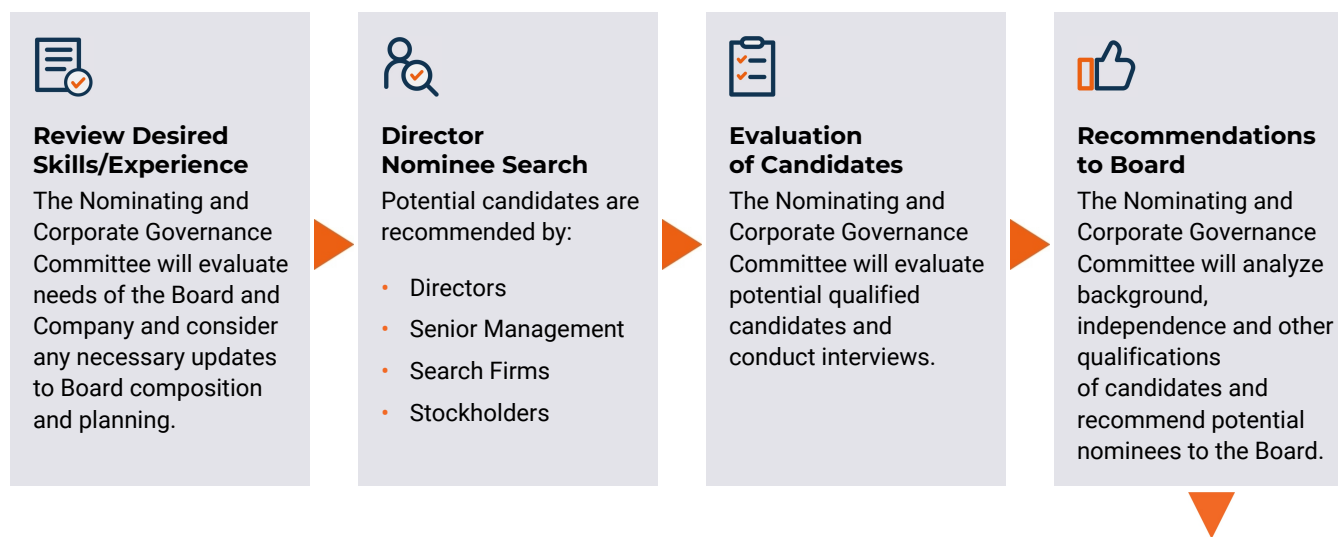 Review Desired
Skills/Experience
The Nominating and
Corporate Governance
Committee will evaluate
needs of the Board and
Company and consider
any necessary updates
to Board composition
and planning.
Director
Nominee Search
Potential candidates are
recommended by:
• Directors
• Senior Management
• Search Firms
• Stockholders
Evaluation
of Candidates
The Nominating and
Corporate Governance
Committee will evaluate
potential qualified
candidates and
conduct interviews.
Recommendations
to Board
The Nominating and
Corporate Governance
Committee will analyze
background,
independence and other
qualifications
of candidates and
recommend potential
nominees to the Board.